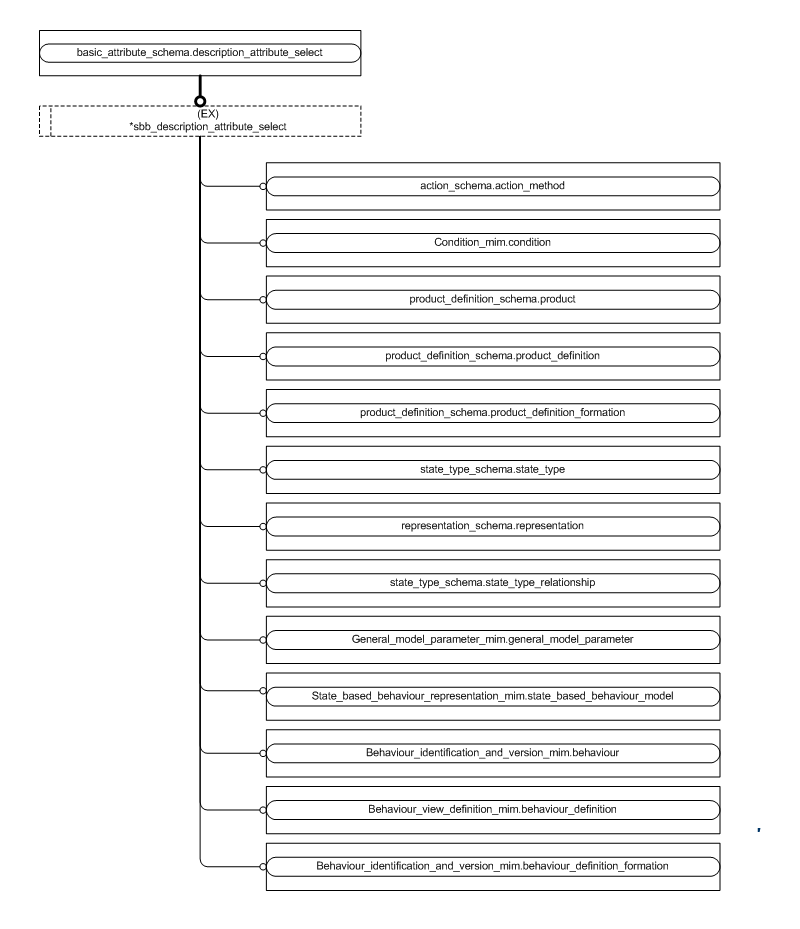 basic_attribute_schema.description_attribute_select
(EX)
*sbb_description_attribute_select
action_schema.action_method
Condition_mim.condition
product_definition_schema.product
product_definition_schema.product_definition
product_definition_schema.product_definition_formation
state_type_schema.state_type
representation_schema.representation
state_type_schema.state_type_relationship
General_model_parameter_mim.general_model_parameter
State_based_behaviour_representation_mim.state_based_behaviour_model
Behaviour_identification_and_version_mim.behaviour
Behaviour_view_definition_mim.behaviour_definition
Behaviour_identification_and_version_mim.behaviour_definition_formation